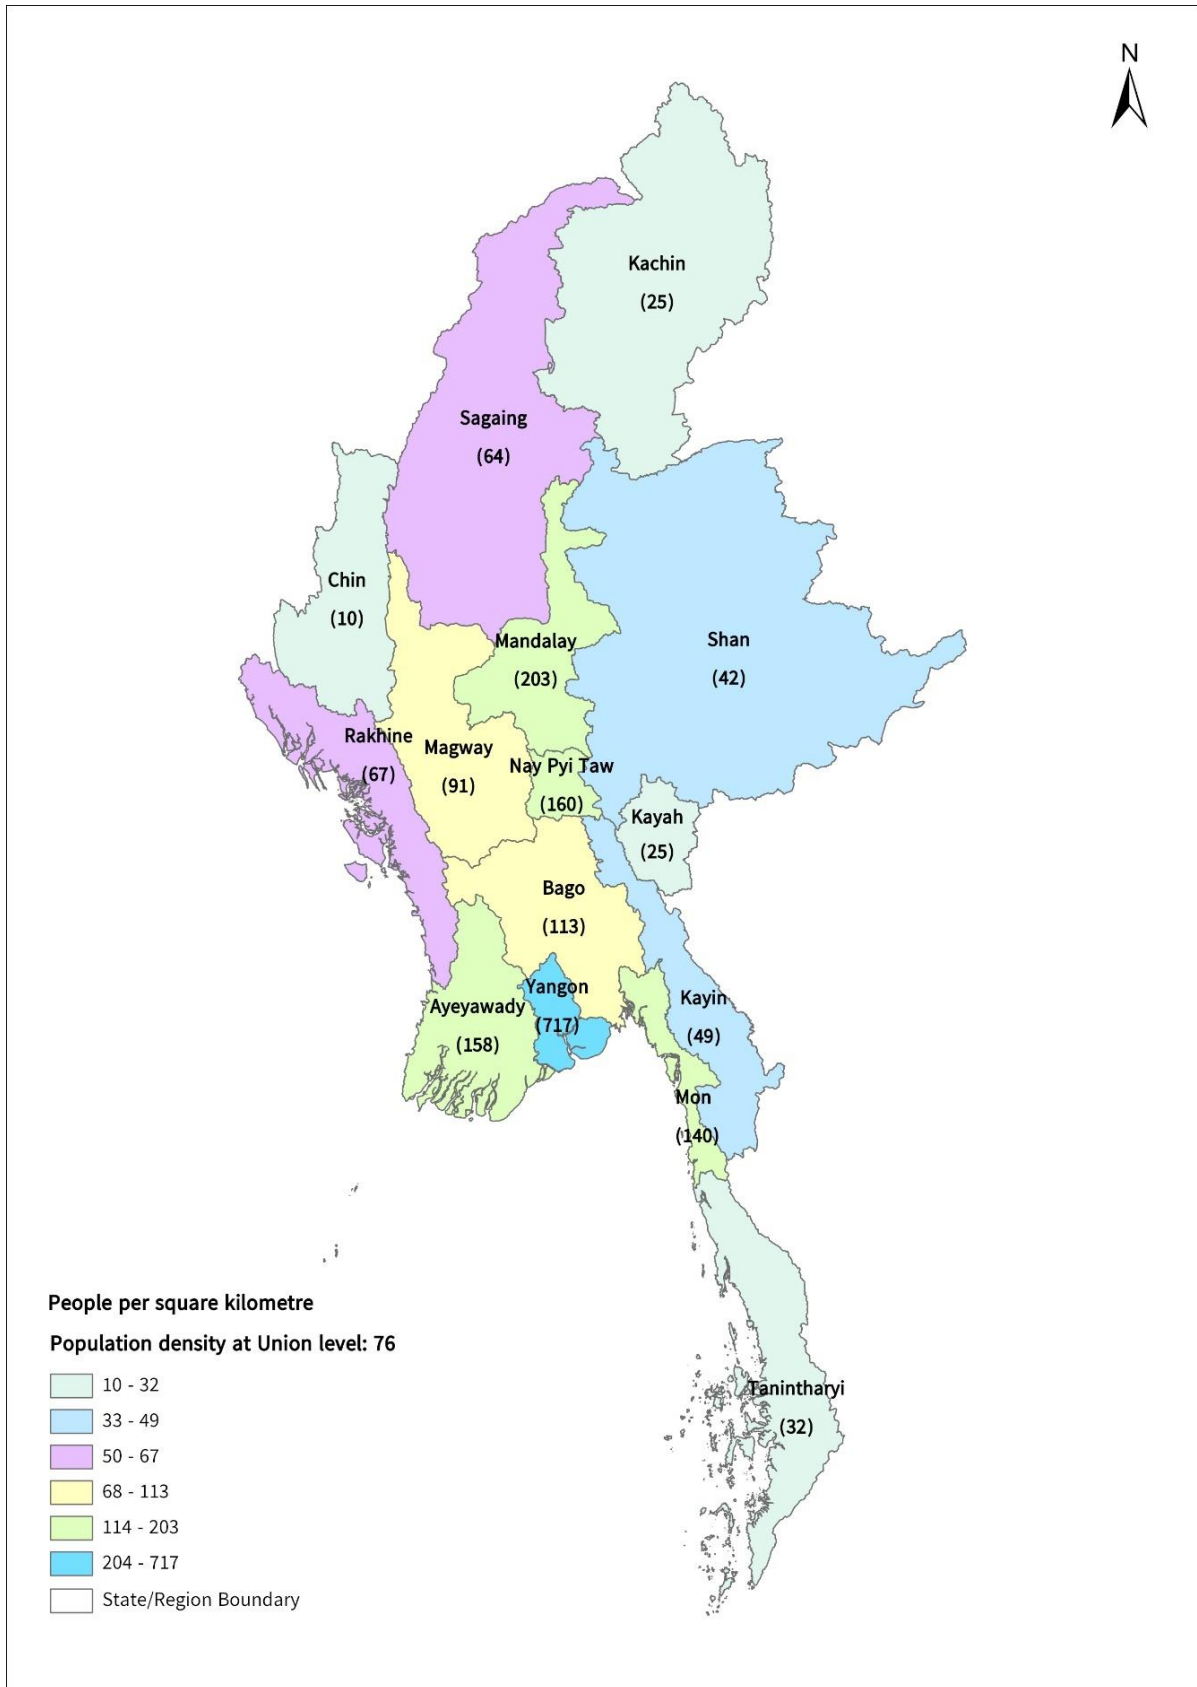 N
Kachin
(25)
Sagaing
(64)
Chin
(10)
Mandalay
(203)
Shan
(42)
Rakhine
(67)
Magway
(91)
Nay Pyi Taw
(160)
Kayah
(25)
Bago
(113)
Yangon
(717)
Ayeyawady
(158)
Kayin
(49)
Mon
(140)
Tanintharyi
(32)
People per square kilometre
Population density at Union level: 76
10 - 32
33 - 49
50 - 67
68 - 113
114 - 203
204 - 717
State/Region Boundary